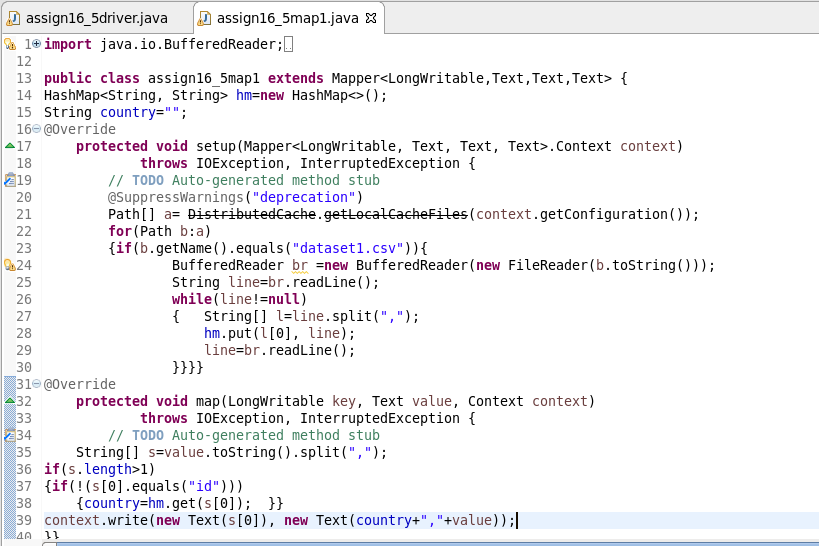 assign16_5driver.java assign16_5map1.java
1 import java.io.BufferedReader;
12
13 public class assign16_5map1 extends Mapper<LongWritable,Text,Text,Text> {
14 HashMap<String, String> hm=new HashMap<>();
15 String country="";
16 @Override
17 protected void setup(Mapper<LongWritable, Text, Text, Text>.Context context)
18 throws IOException, InterruptedException {
19 // TODO Auto-generated method stub
20 @SuppressWarnings("deprecation")
21 Path[] a= DistributedCache.getLocalCacheFiles(context.getConfiguration());
22 for(Path b:a)
23 {if(b.getName().equals("dataset1.csv")){
24 BufferedReader br =new BufferedReader(new FileReader(b.toString()));
25 String line=br.readLine();
26 while(line!=null)
27 { String[] l=line.split(",");
28 hm.put(l[0], line);
29 line=br.readLine();
30 }}}}
31 @Override
32 protected void map(LongWritable key, Text value, Context context)
33 throws IOException, InterruptedException {
34 // TODO Auto-generated method stub
35 String[] s=value.toString().split(",");
36 if(s.length>1)
37 {if(!(s[0].equals("id")))
38 {country=hm.get(s[0]); }}
39 context.write(new Text(s[0]), new Text(country+","+value));
40 }}